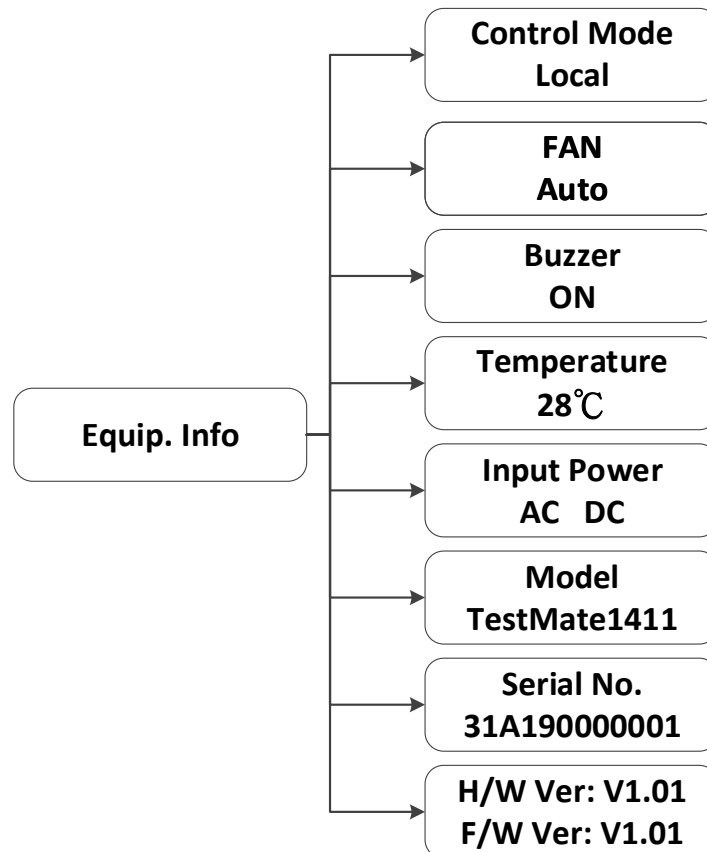 Control Mode
Local
FAN
Auto
Buzzer
ON
Temperature
28℃
Equip. Info
Input Power
AC DC
Model
TestMate1411
Serial No.
31A190000001
H/W Ver: V1.01
F/W Ver: V1.01